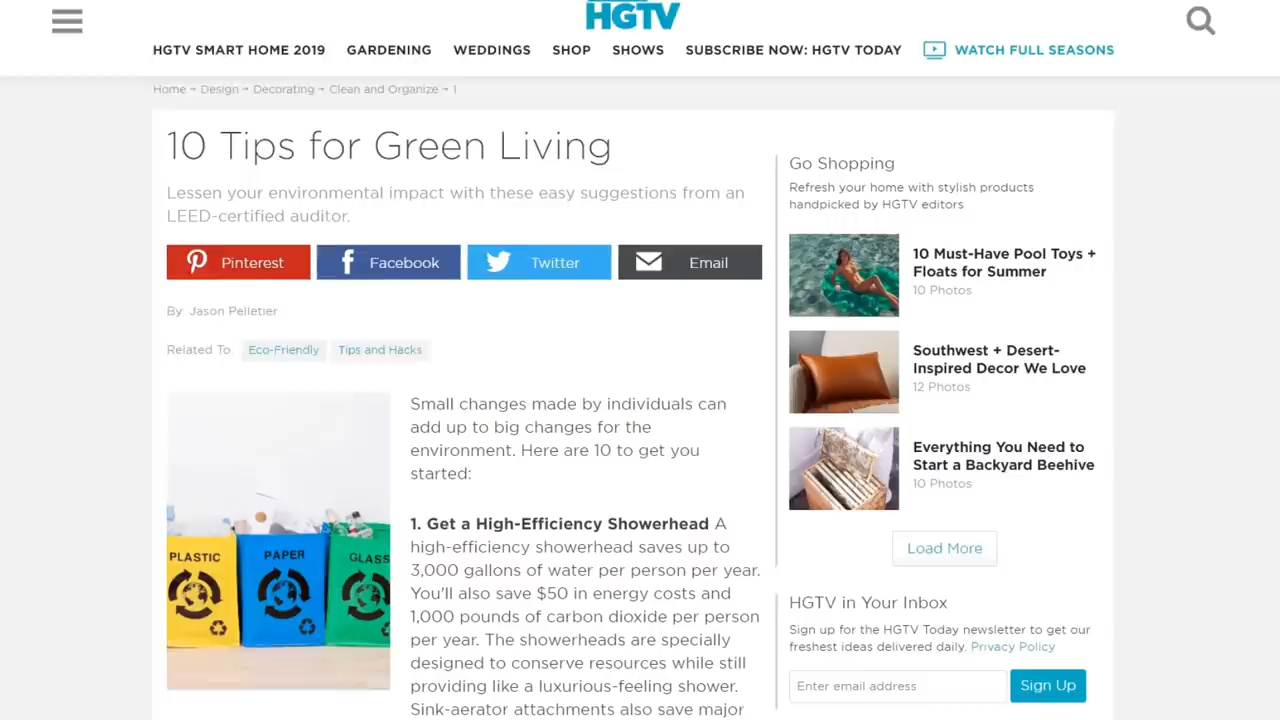 HGTV
HGTV SMART HOME 2019 GARDENING WEDDINGS SHOP SHOWS SUBSCRIBE NOW: HGTV TODAY WATCH FULL SEASONS
Home → Design → Decorating → Clean and Organize → 1
10 Tips for Green Living
Lessen your environmental impact with these easy suggestions from an
LEED-certified auditor.
Pinterest Facebook Twitter Email
By Jason Pelletier
Related To Eco-Friendly Tips and Hacks
PLASTIC
PAPER
GLASS
Small changes made by individuals can
add up to big changes for the
environment. Here are 10 to get you
started:
1. Get a High-Efficiency Showerhead A
high-efficiency showerhead saves up to
3,000 gallons of water per person per year.
You'll also save $50 in energy costs and
1,000 pounds of carbon dioxide per person
per year. The showerheads are specially
designed to conserve resources while still
providing like a luxurious-feeling shower.
Sink-aerator attachments also save major
Go Shopping
Refresh your home with stylish products
handpicked by HGTV editors
10 Must-Have Pool Toys +
Floats for Summer
10 Photos
Southwest + Desert-
Inspired Decor We Love
12 Photos
Everything You Need to
Start a Backyard Beehive
10 Photos
Load More
HGTV in Your Inbox
Sign up for the HGTV Today newsletter to get our
freshest ideas delivered daily. Privacy Policy
Enter email address Sign Up